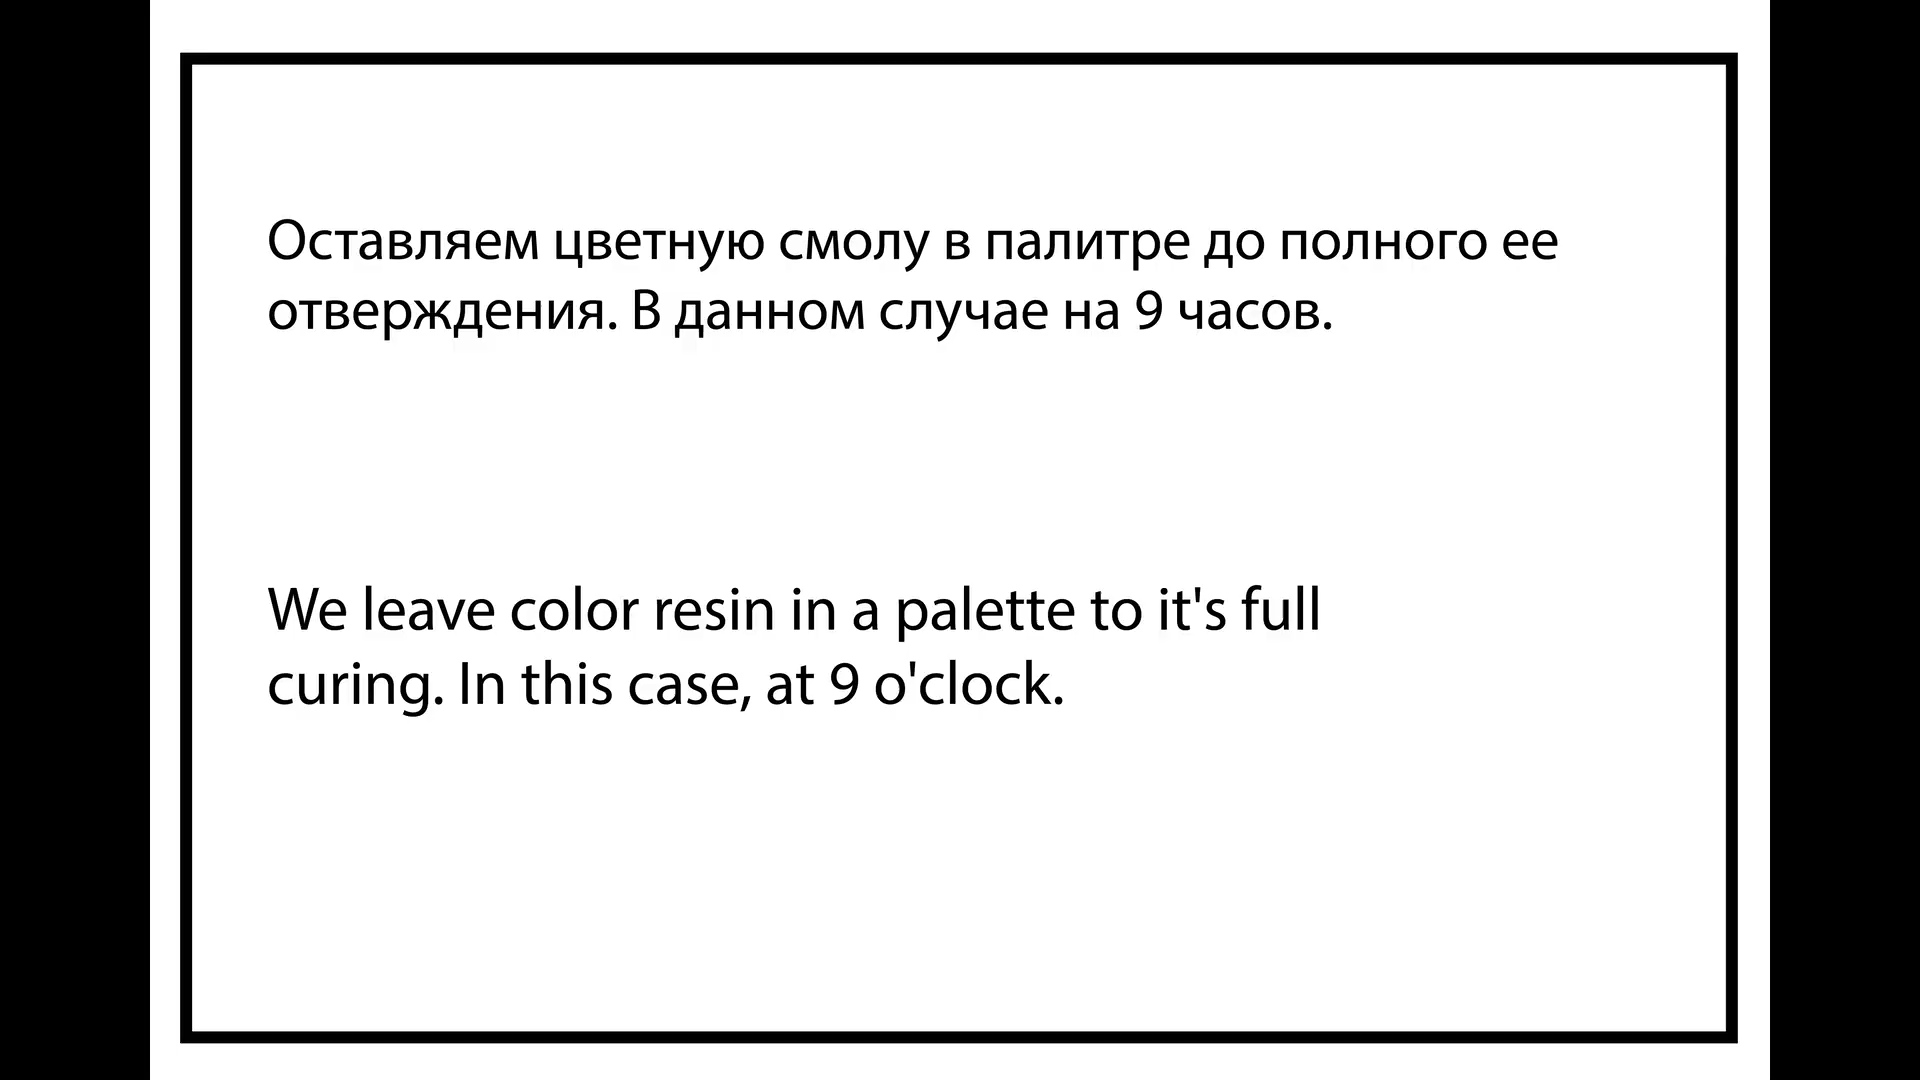 Оставляем цветную смолу в палитре до полного ее
отверждения. В данном случае на 9 часов.
We leave color resin in a palette to it's full
curing. In this case, at 9 o'clock.